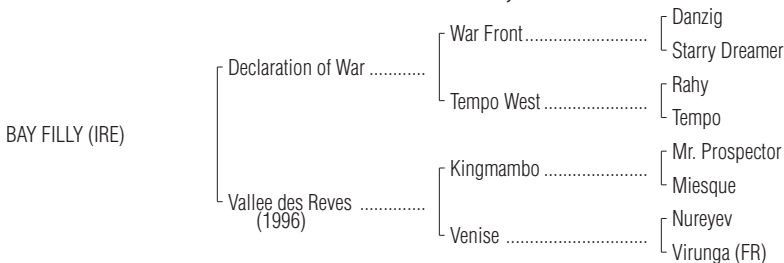 Danzig
War Front
Starry Dreamer
Declaration of War
Rahy
Tempo West
Tempo
BAY FILLY (IRE)
Mr. Prospector
Kingmambo
Miesque
Vallee des Reves
(1996)
Nureyev
Venise
Virunga (FR)